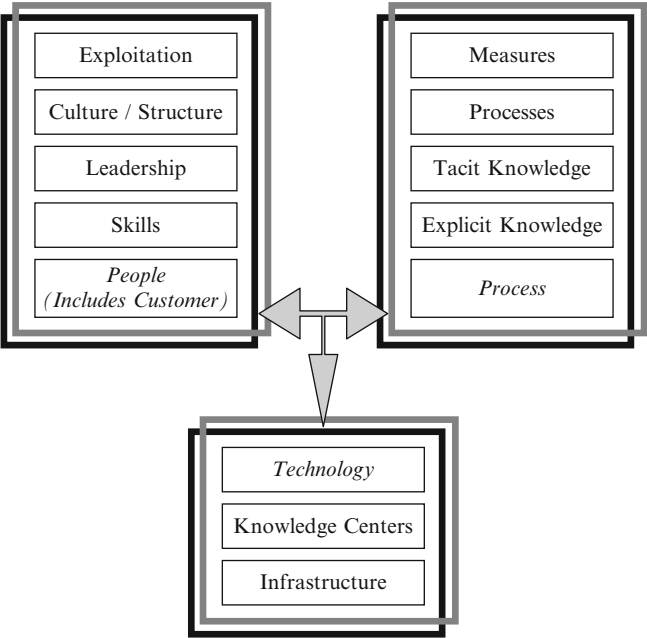 Exploitation
Culture / Structure
Leadership
Skills
People
(Includes Customer)
Measures
Processes
Tacit Knowledge
Explicit Knowledge
Process
Technology
Knowledge Centers
Infrastructure